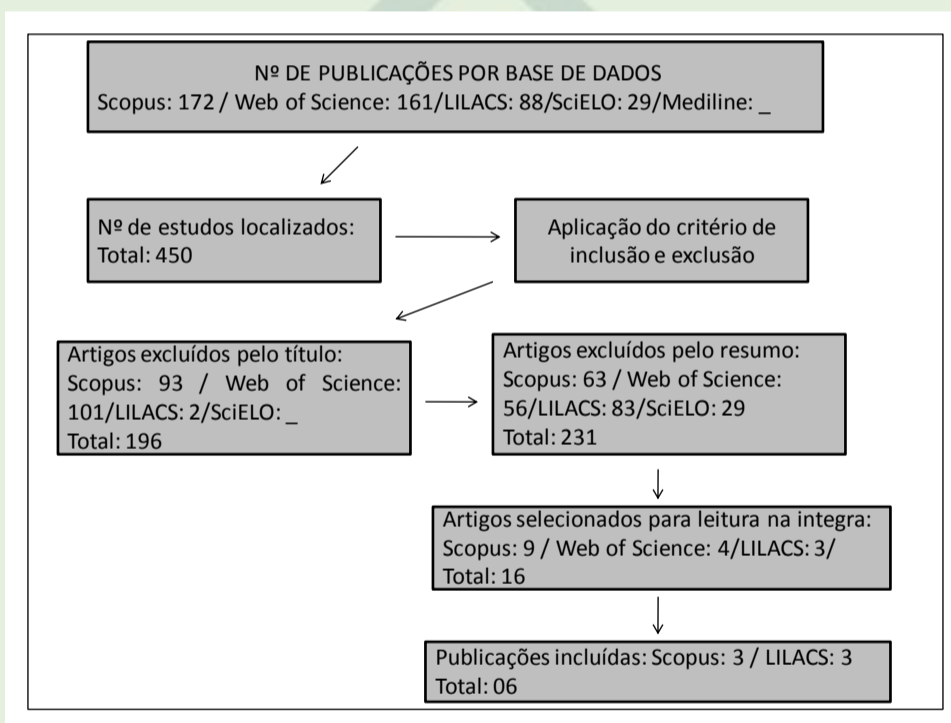 Nº DE PUBLICAÇÕES POR BASE DE DADOS
Scopus: 172 / Web of Science: 161/LILACS: 88/SciELO: 29/Mediline: _
Nº de estudos localizados:
Total: 450
Aplicação do critério de
inclusão e exclusão
Artigos excluídos pelo título:
Scopus: 93 / Web of Science:
101/LILACS: 2/SciELO: _
Total: 196
Artigos excluídos pelo resumo:
Scopus: 63 / Web of Science:
56/LILACS: 83/SciELO: 29
Total: 231
Artigos selecionados para leitura na integra:
Scopus: 9 / Web of Science: 4/LILACS: 3/
Total: 16
Publicações incluídas: Scopus: 3 / LILACS: 3
Total: 06